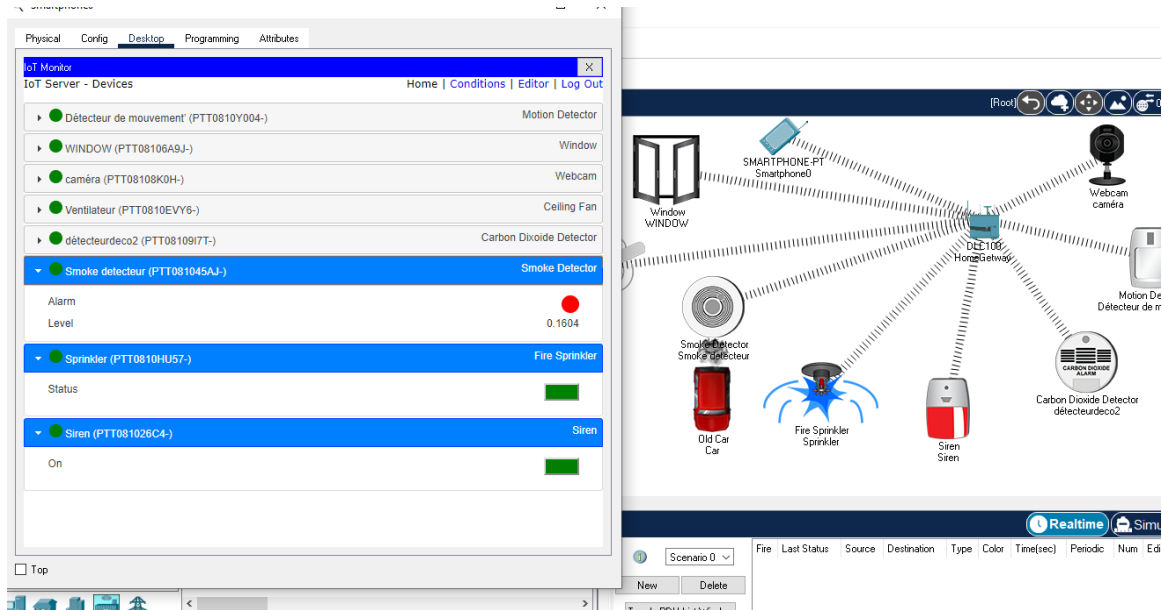 Physical Config Desktop Programming Attributes
IoT Monitor X
IoT Server - Devices Home | Conditions | Editor | Log Out
Détecteur de mouvement' (PTT0810Y004-) Motion Detector
WINDOW (PTT08106A9J-) Window
caméra (PTT08108K0H-) Webcam
Ventilateur (PTT0810EVY6-) Ceiling Fan
détecteurdeco2 (PTT08109I7T-) Carbon Dixoide Detector
Smoke detecteur (PTT081045AJ-) Smoke Detector
Alarm
Level 0.1604
Sprinkler (PTT0810HU57-) Fire Sprinkler
Status
Siren (PTT081026C4-) Siren
On
Top
[Root]
SMARTPHONE-PT
Smartphone0
Webcam
caméra
Window
WINDOW
DLC100
HomeGetway
Motion De
Détecteur de m
Smoke Detector
Smoke detecteur
CARBON DIOXIDE
ALARM
Carbon Dioxide Detector
détecteurdeco2
Old Car
Car
Fire Sprinkler
Sprinkler
Siren
Siren
Realtime Simu
Scenario 0
Fire Last Status Source Destination Type Color Time(sec) Periodic Num Edi
New Delete